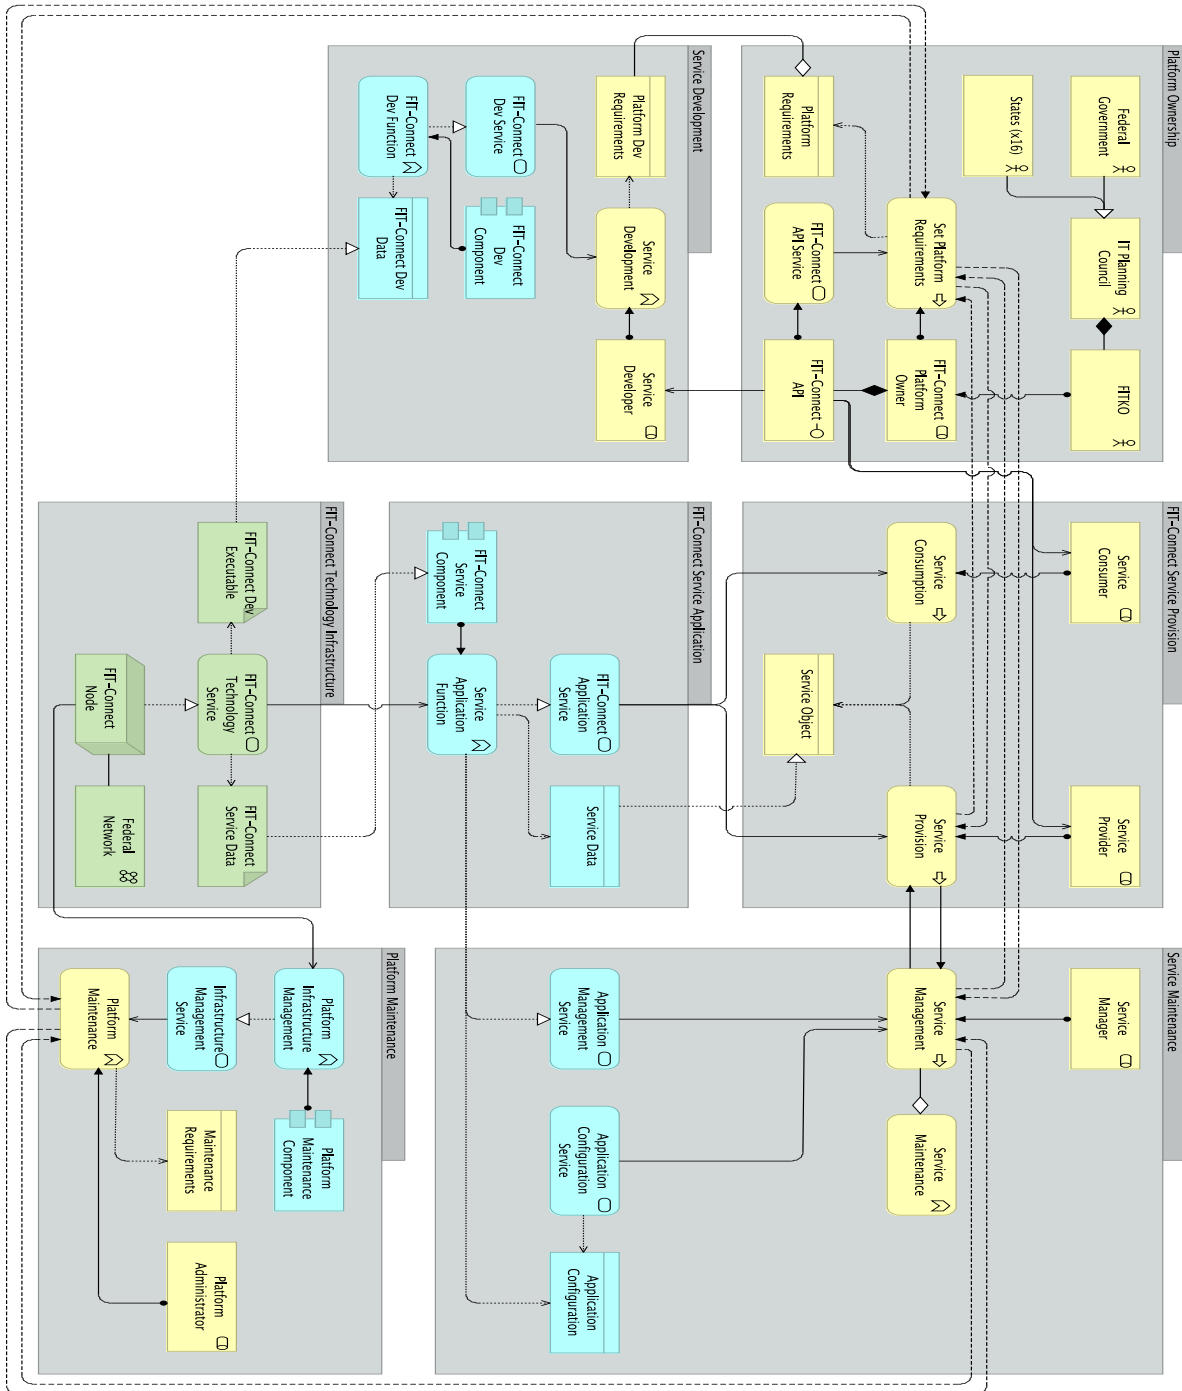 Platform Ownership
Federal
Government
States (x16)
IT Planning
Council
FITKO
Set Platform
Requirements
FIT-Connect
Platform
Owner
Platform
Requirements
FIT-Connect
API Service
FIT-Connect
API
FIT-Connect Service Provision
Service
Consumer
Service
Provider
Service
Consumption
Service
Provision
Service Object
Service Maintenance
Service
Manager
Service
Management
Service
Maintenance
Application
Management
Service
Application
Configuration
Service
Application
Configuration
Service Development
Platform Dev
Requirements
Service
Development
Service
Developer
FIT-Connect
Dev Service
FIT-Connect
Dev
Component
FIT-Connect
Dev Function
FIT-Connect Dev
Data
FIT-Connect Service Application
FIT-Connect
Application
Service
Service Data
FIT-Connect
Service
Component
Service
Application
Function
FIT-Connect Technology Infrastructure
FIT-Connect Dev
Executable
FIT-Connect
Technology
Service
FIT-Connect
Service Data
FIT-Connect
Node
Federal
Network
Platform Maintenance
Platform
Infrastructure
Management
Platform
Maintenance
Component
Infrastructure
Management
Service
Maintenance
Requirements
Platform
Administrator
Platform
Maintenance